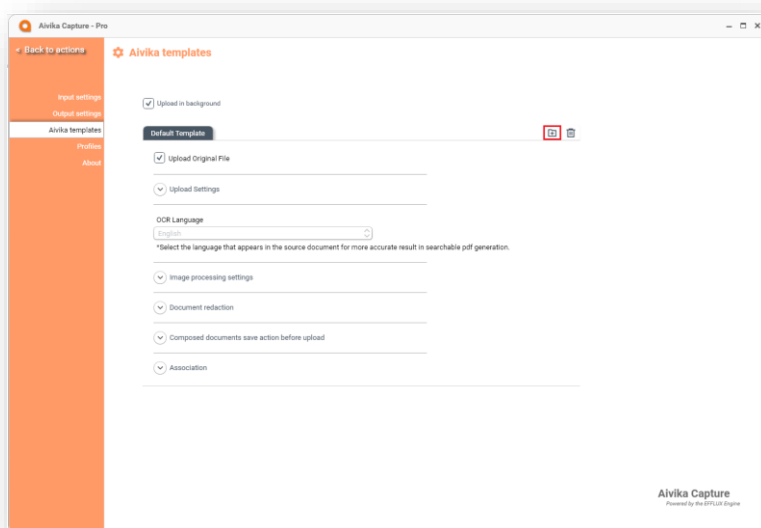 Aivika Capture - Pro
Back to actions
Aivika templates
Input settings
Output settings
Aivika templates
Profiles
About
Upload in background
Default Template
Upload Original File
Upload Settings
OCR Language
English
*Select the language that appears in the source document for more accurate result in searchable pdf generation.
Image processing settings
Document redaction
Composed documents save action before upload
Association
Aivika Capture
Powered by the EFFLUX Engine